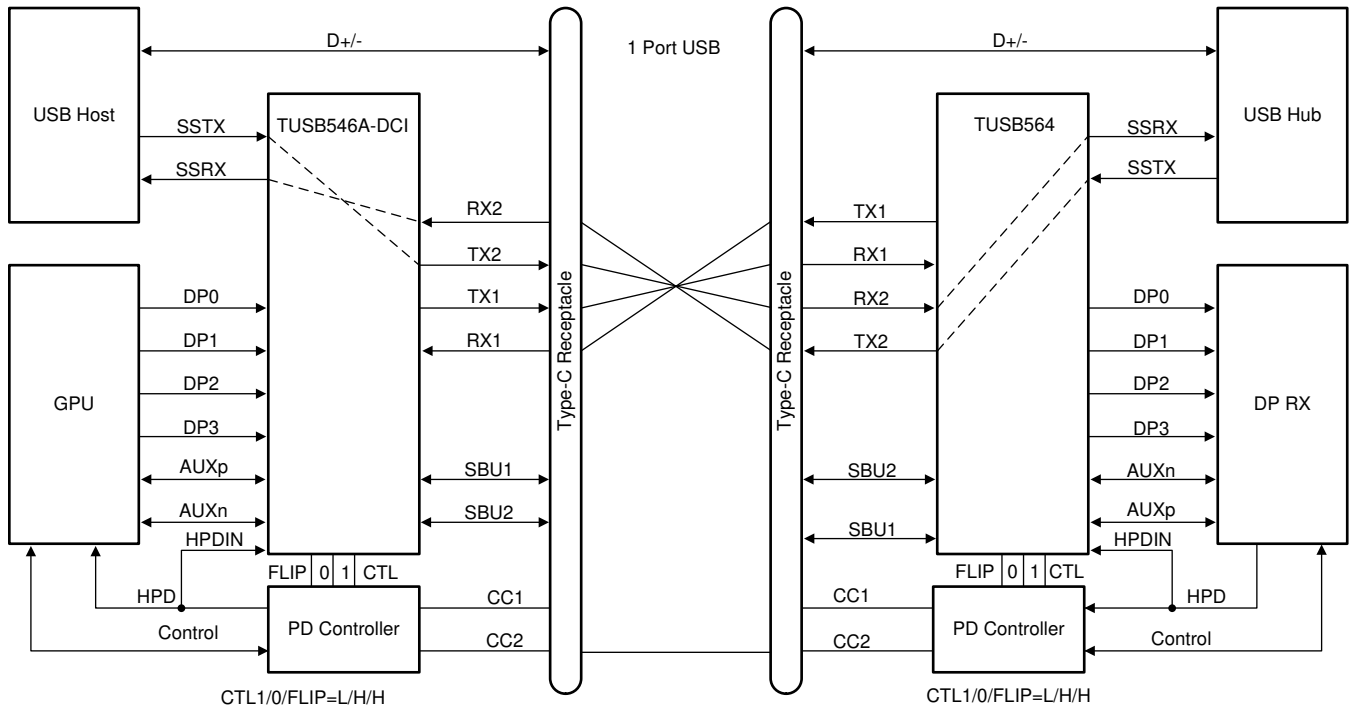 D+/-
1 Port USB
D+/-
USB Host
TUSB546A-DCI
TUSB564
USB Hub
SSTX
SSRX
SSRX
SSTX
RX2
TX2
TX1
RX1
Type-C Receptacle
Type-C Receptacle
TX1
RX1
RX2
TX2
GPU
DP0
DP1
DP2
DP3
AUXp
AUXn
HPDIN
SBU1
SBU2
SBU2
SBU1
DP0
DP1
DP2
DP3
AUXn
AUXp
HPDIN
DP RX
FLIP 0 1 CTL
FLIP 0 1 CTL
HPD
Control
PD Controller
CC1
CC2
CC1
CC2
PD Controller
HPD
Control
CTL1/0/FLIP=L/H/H
CTL1/0/FLIP=L/H/H